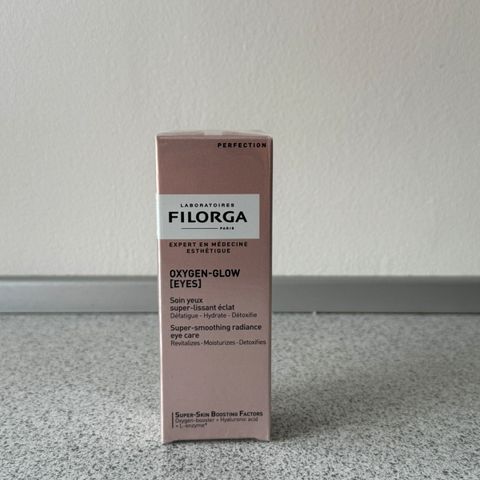 PERFECTION
LABORATOIRES
FILORGA
PARIS
EXPERT EN MÉDECINE
ESTHÉTIQUE
OXYGEN-GLOW
[EYES]
Soin yeux
super-lissant éclat
Défatigue - Hydrate - Détoxifie
Super-smoothing radiance
eye care
Revitalizes - Moisturizes - Detoxifies
SUPER-SKIN BOOSTING FACTORS
Oxygen-booster + Hyaluronic acid
+ L-enzyme*